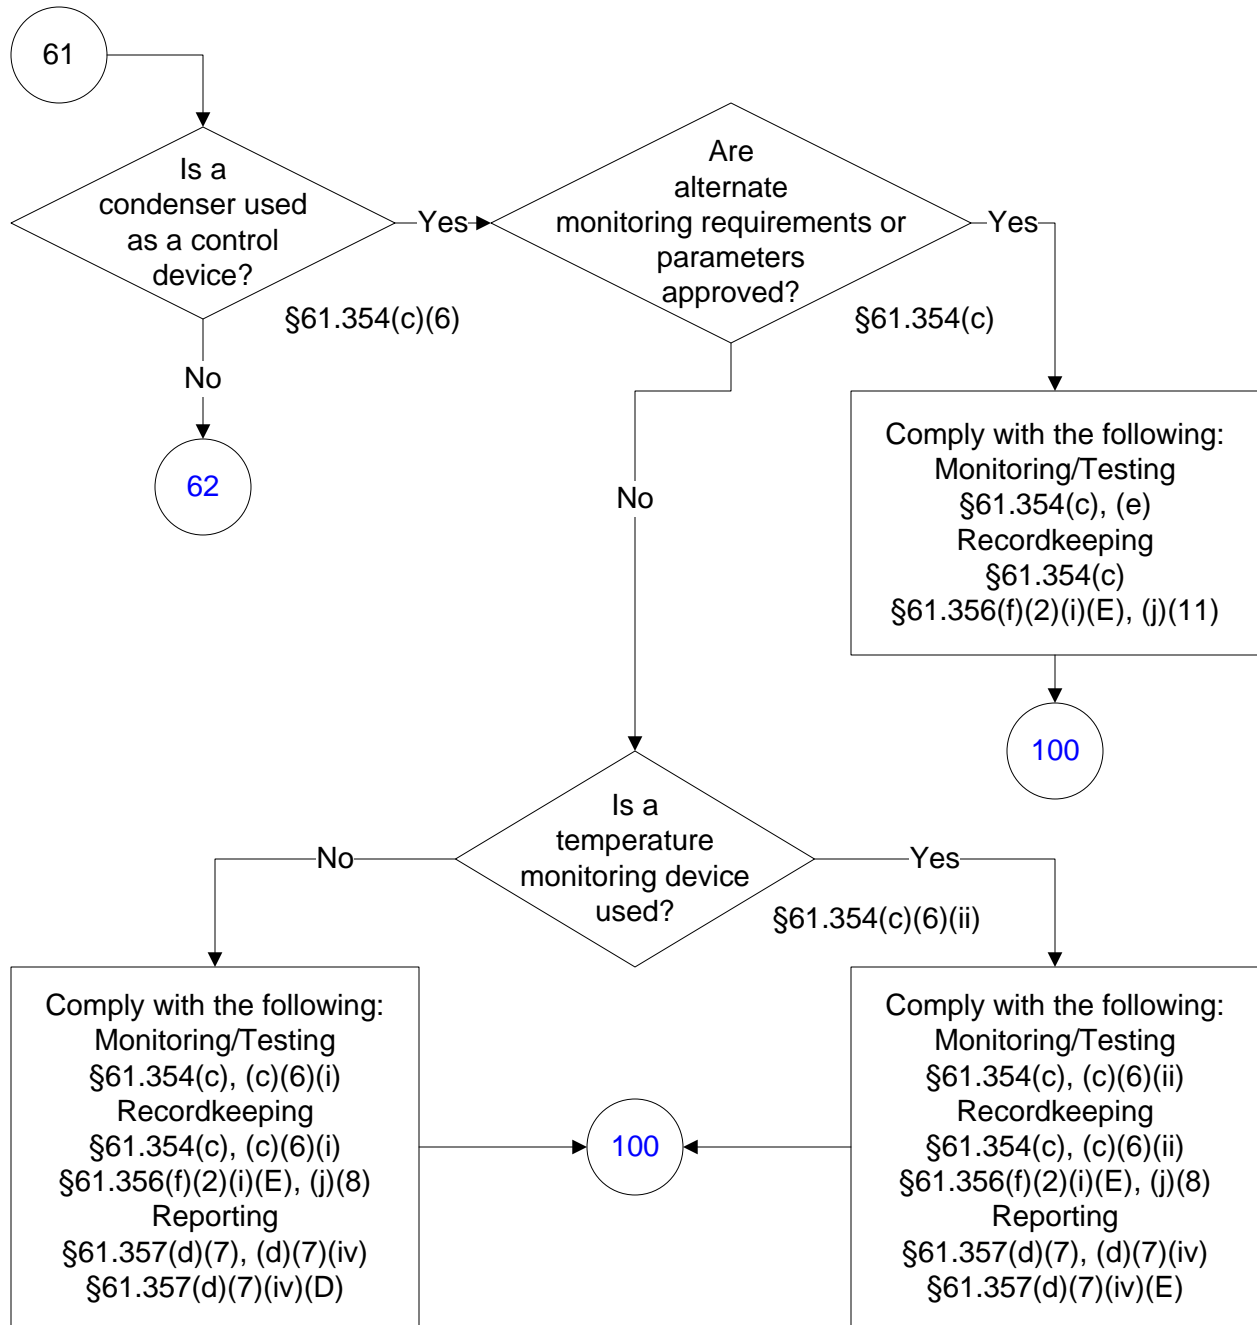 61
Is a
condenser used
as a control
device?
Yes
§61.354(c)(6)
No
62
Are
alternate
monitoring requirements or
parameters
approved?
Yes
§61.354(c)
No
Comply with the following:
Monitoring/Testing
§61.354(c), (e)
Recordkeeping
§61.354(c)
§61.356(f)(2)(i)(E), (j)(11)
100
Is a
temperature
monitoring device
used?
No
Yes
§61.354(c)(6)(ii)
Comply with the following:
Monitoring/Testing
§61.354(c), (c)(6)(i)
Recordkeeping
§61.354(c), (c)(6)(i)
§61.356(f)(2)(i)(E), (j)(8)
Reporting
§61.357(d)(7), (d)(7)(iv)
§61.357(d)(7)(iv)(D)
100
Comply with the following:
Monitoring/Testing
§61.354(c), (c)(6)(ii)
Recordkeeping
§61.354(c), (c)(6)(ii)
§61.356(f)(2)(i)(E), (j)(8)
Reporting
§61.357(d)(7), (d)(7)(iv)
§61.357(d)(7)(iv)(E)